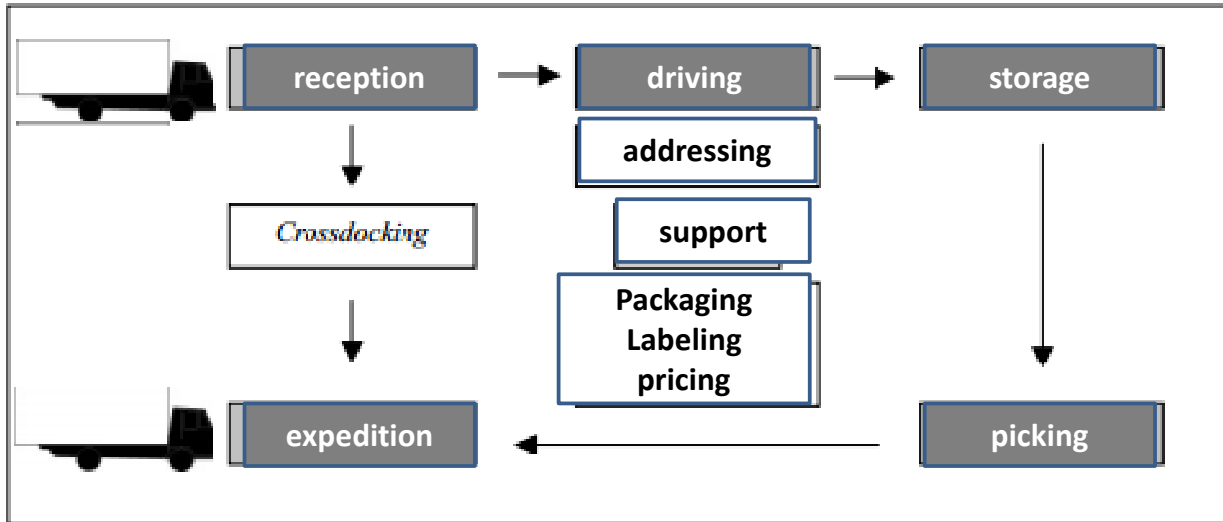 reception
driving
storage
addressing
Crossdocking
support
Packaging
Labeling
pricing
expedition
picking